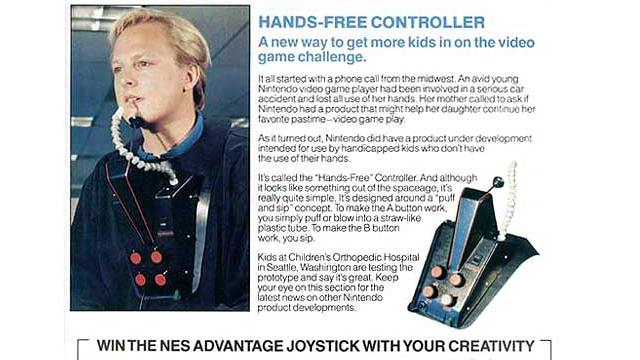 HANDS-FREE CONTROLLER
A new way to get more kids in on the video
game challenge.
It all started with a phone call from the midwest. An avid young
Nintendo video game player had been involved in a serious car
accident and lost all use of her hands. Her mother called to ask if
Nintendo had a product that might help her daughter continue her
favorite pastime–video game play.
As it turned out, Nintendo did have a product under development
intended for use by handicapped kids who don't have
the use of their hands.
It's called the "Hands-Free" Controller. And although
it looks like something out of the spaceage, it's
really quite simple. It's designed around a "puff
and sip" concept. To make the A button work,
you simply puff or blow into a straw-like
plastic tube. To make the B button
work, you sip.
Kids at Children's Orthopedic Hospital
in Seattle, Washington are testing the
prototype and say it's great. Keep
your eye on this section for the
latest news on other Nintendo
product developments.
WIN THE NES ADVANTAGE JOYSTICK WITH YOUR CREATIVITY